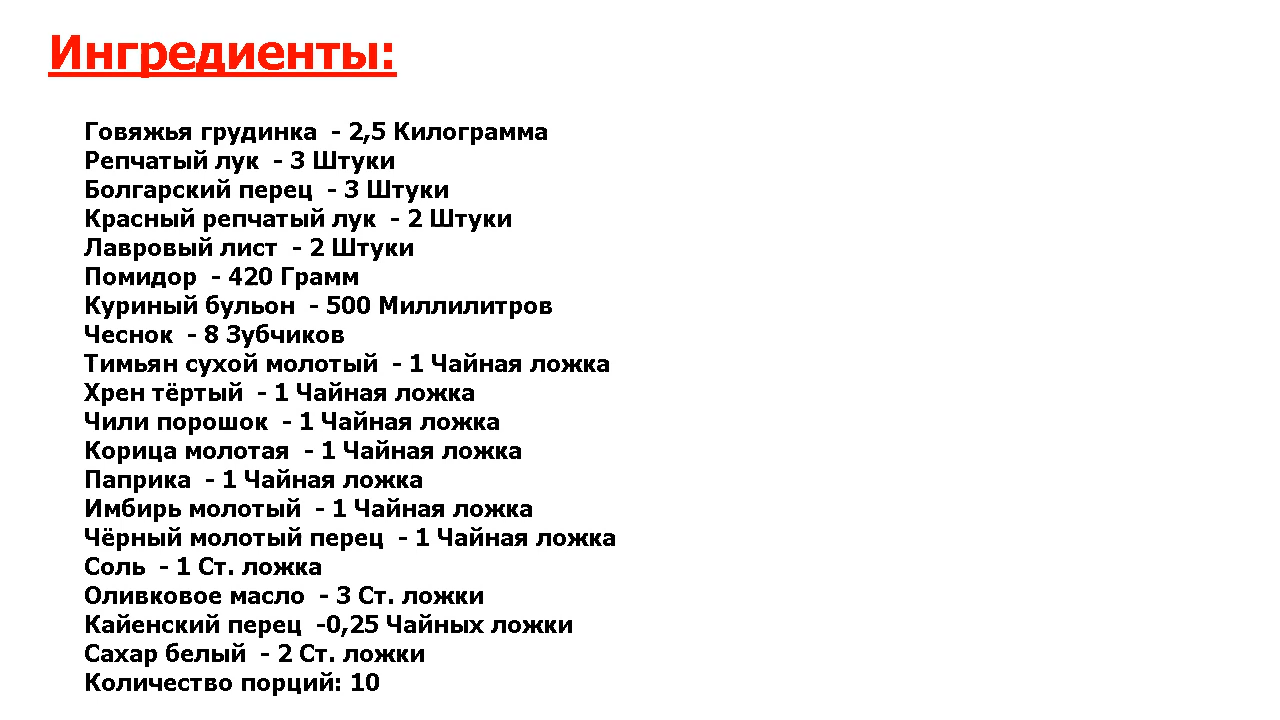 Ингредиенты:
Говяжья грудинка  - 2,5 Килограмма
Репчатый лук  - 3 Штуки
Болгарский перец  - 3 Штуки
Красный репчатый лук  - 2 Штуки
Лавровый лист  - 2 Штуки
Помидор  - 420 Грамм
Куриный бульон  - 500 Миллилитров
Чеснок  - 8 Зубчиков
Тимьян сухой молотый  - 1 Чайная ложка
Хрен тёртый  - 1 Чайная ложка
Чили порошок  - 1 Чайная ложка
Корица молотая  - 1 Чайная ложка
Паприка  - 1 Чайная ложка
Имбирь молотый  - 1 Чайная ложка
Чёрный молотый перец  - 1 Чайная ложка
Соль  - 1 Ст. ложка
Оливковое масло  - 3 Ст. ложки
Кайенский перец  -0,25 Чайных ложки
Сахар белый  - 2 Ст. ложки
Количество порций: 10